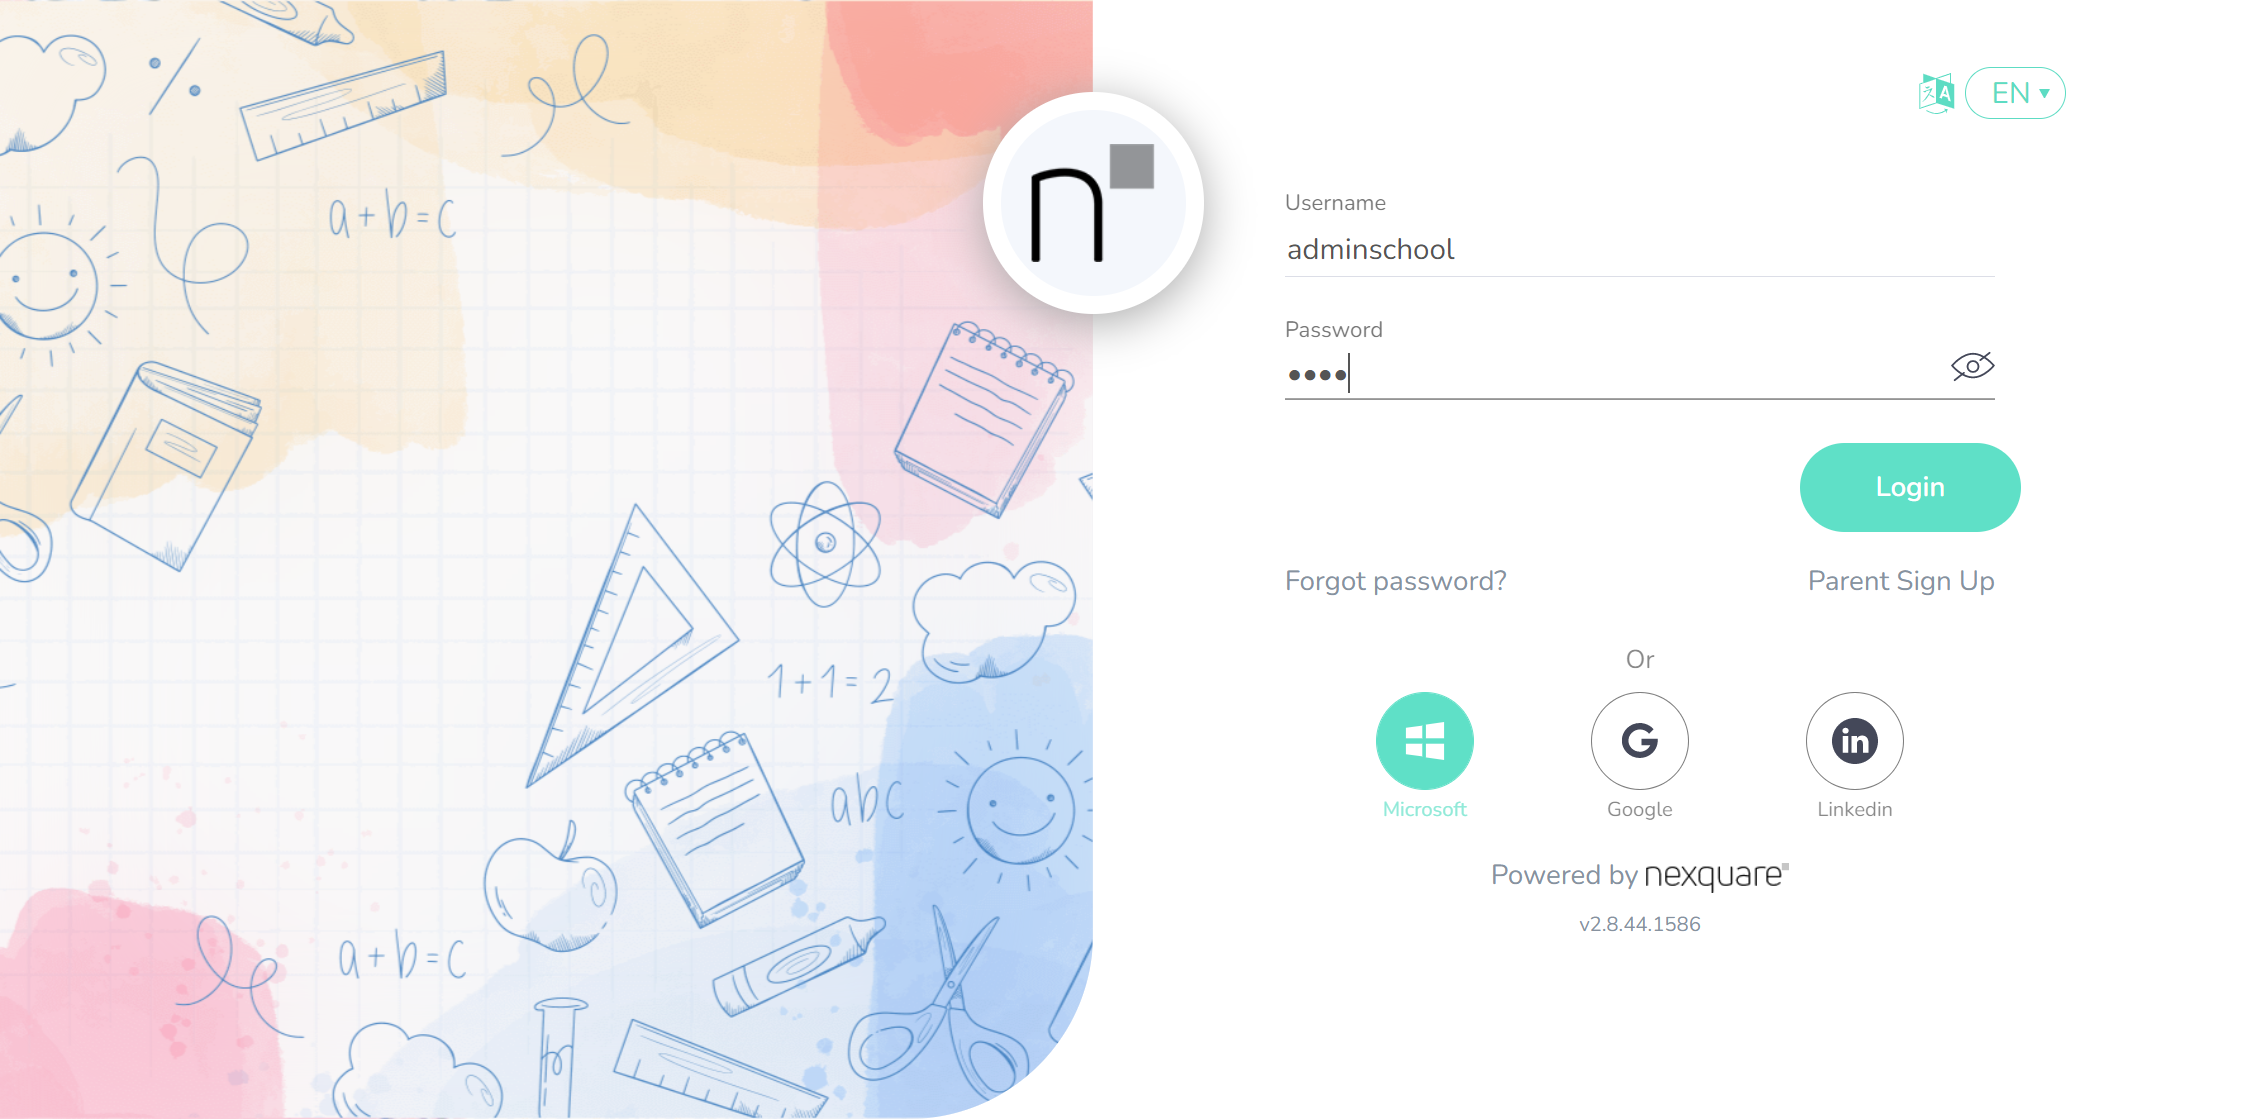 a + b = c
1 + 1 = 2
abc
a + b = c
n
EN
Username
adminschool
Password
Login
Forgot password?
Parent Sign Up
Or
Microsoft
Google
Linkedin
Powered by nexquare
v2.8.44.1586